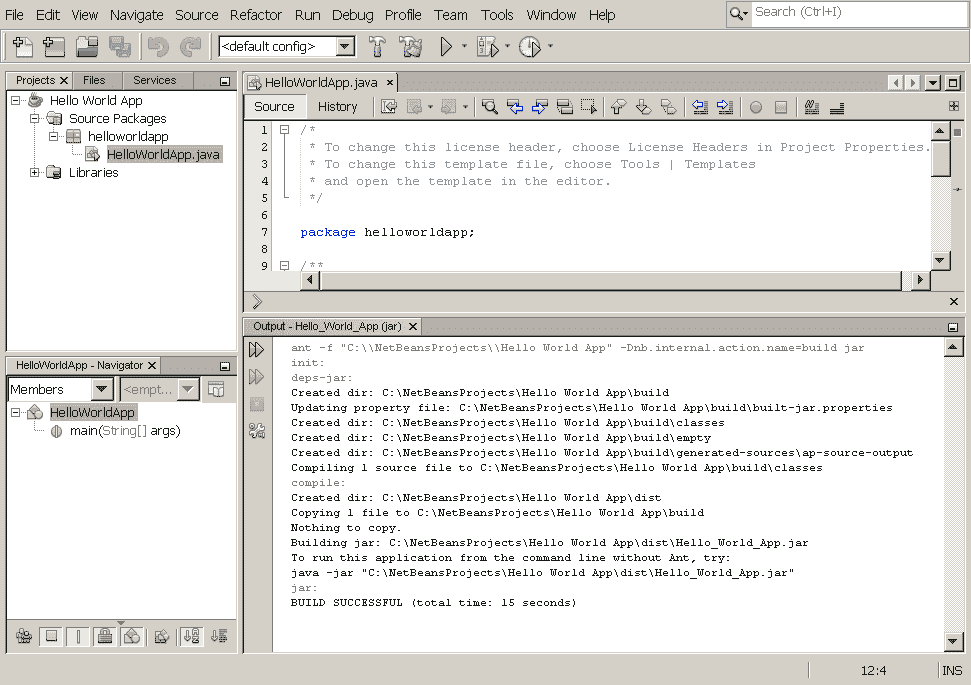 File Edit View Navigate Source Refactor Run Debug Profile Team Tools Window Help
Search (Ctrl+I)
<default config>
Projects Files Services
Hello World App
Source Packages
helloworldapp
HelloWorldApp.java
Libraries
HelloWorldApp.java
Source History
1 /*
2 * To change this license header, choose License Headers in Project Properties.
3 * To change this template file, choose Tools | Templates
4 * and open the template in the editor.
5 */
6
7 package helloworldapp;
8
9 /**
HelloWorldApp - Navigator
Members <empt...
HelloWorldApp
main(String[] args)
Output - Hello_World_App (jar)
ant -f "C:\\NetBeansProjects\\Hello World App" -Dnb.internal.action.name=build jar
init:
deps-jar:
Created dir: C:\NetBeansProjects\Hello World App\build
Updating property file: C:\NetBeansProjects\Hello World App\build\built-jar.properties
Created dir: C:\NetBeansProjects\Hello World App\build\classes
Created dir: C:\NetBeansProjects\Hello World App\build\empty
Created dir: C:\NetBeansProjects\Hello World App\build\generated-sources\ap-source-output
Compiling 1 source file to C:\NetBeansProjects\Hello World App\build\classes
compile:
Created dir: C:\NetBeansProjects\Hello World App\dist
Copying 1 file to C:\NetBeansProjects\Hello World App\build
Nothing to copy.
Building jar: C:\NetBeansProjects\Hello World App\dist\Hello_World_App.jar
To run this application from the command line without Ant, try:
java -jar "C:\NetBeansProjects\Hello World App\dist\Hello_World_App.jar"
jar:
BUILD SUCCESSFUL (total time: 15 seconds)
12:4 INS